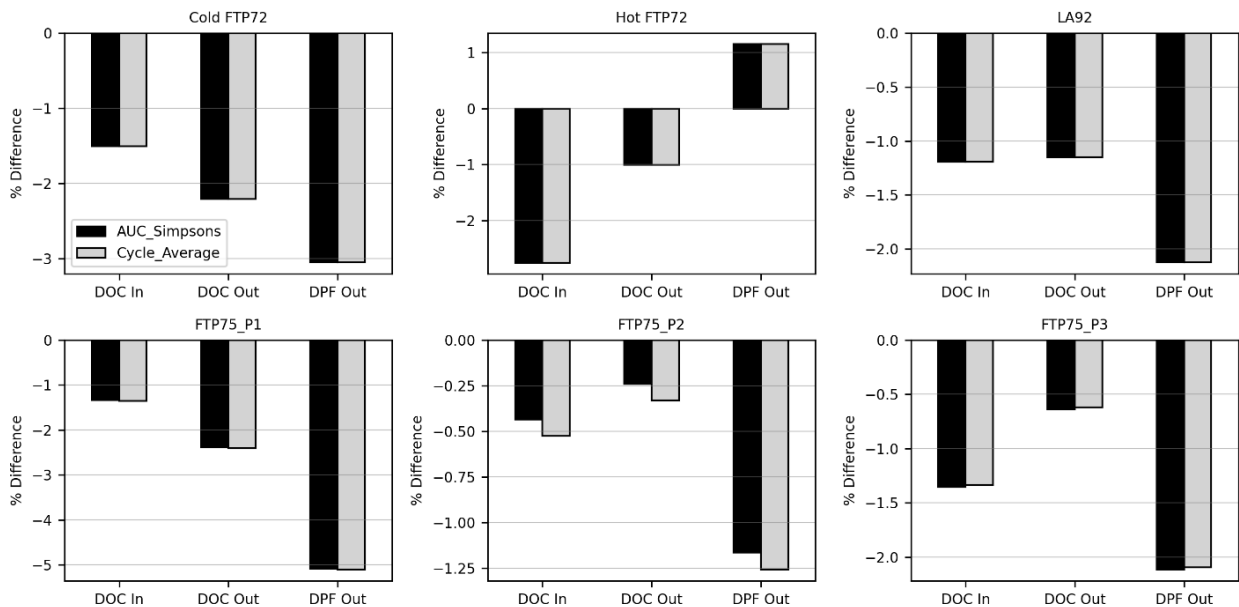 Cold FTP72
% Difference
0
−1
−2
−3
AUC_Simpsons
Cycle_Average
DOC In
DOC Out
DPF Out
Hot FTP72
% Difference
1
0
−1
−2
DOC In
DOC Out
DPF Out
LA92
% Difference
0.0
−0.5
−1.0
−1.5
−2.0
DOC In
DOC Out
DPF Out
FTP75_P1
% Difference
0
−1
−2
−3
−4
−5
DOC In
DOC Out
DPF Out
FTP75_P2
% Difference
0.00
−0.25
−0.50
−0.75
−1.00
−1.25
DOC In
DOC Out
DPF Out
FTP75_P3
% Difference
0.0
−0.5
−1.0
−1.5
−2.0
DOC In
DOC Out
DPF Out